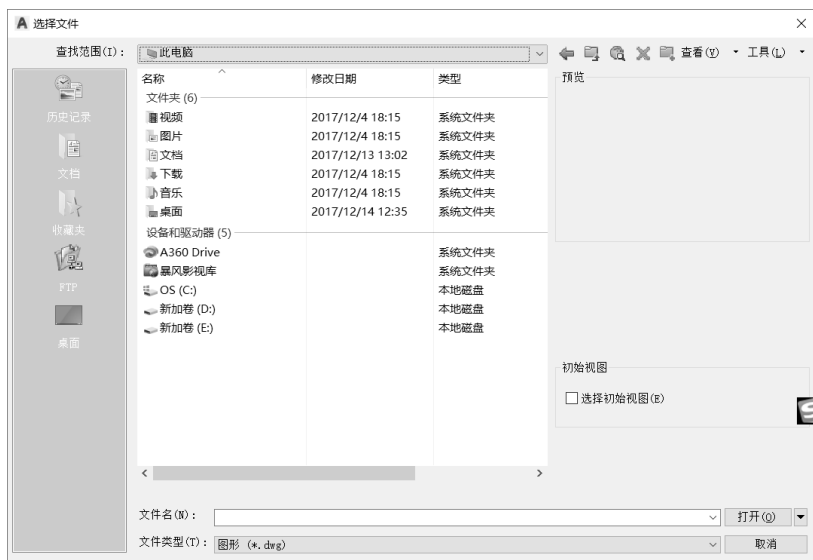 选择文件
查找范围(I): 此电脑 查看(V) 工具(L)
历史记录
文档
收藏夹
FTP
桌面
名称 修改日期 类型
文件夹 (6)
视频 2017/12/4 18:15 系统文件夹
图片 2017/12/4 18:15 系统文件夹
文档 2017/12/13 13:02 系统文件夹
下载 2017/12/4 18:15 系统文件夹
音乐 2017/12/4 18:15 系统文件夹
桌面 2017/12/14 12:35 系统文件夹
设备和驱动器 (5)
A360 Drive 系统文件夹
暴风影视库 系统文件夹
OS (C:) 本地磁盘
新加卷 (D:) 本地磁盘
新加卷 (E:) 本地磁盘
预览
初始视图
选择初始视图(E)
文件名(N): 打开(O)
文件类型(T): 图形 (*.dwg) 取消